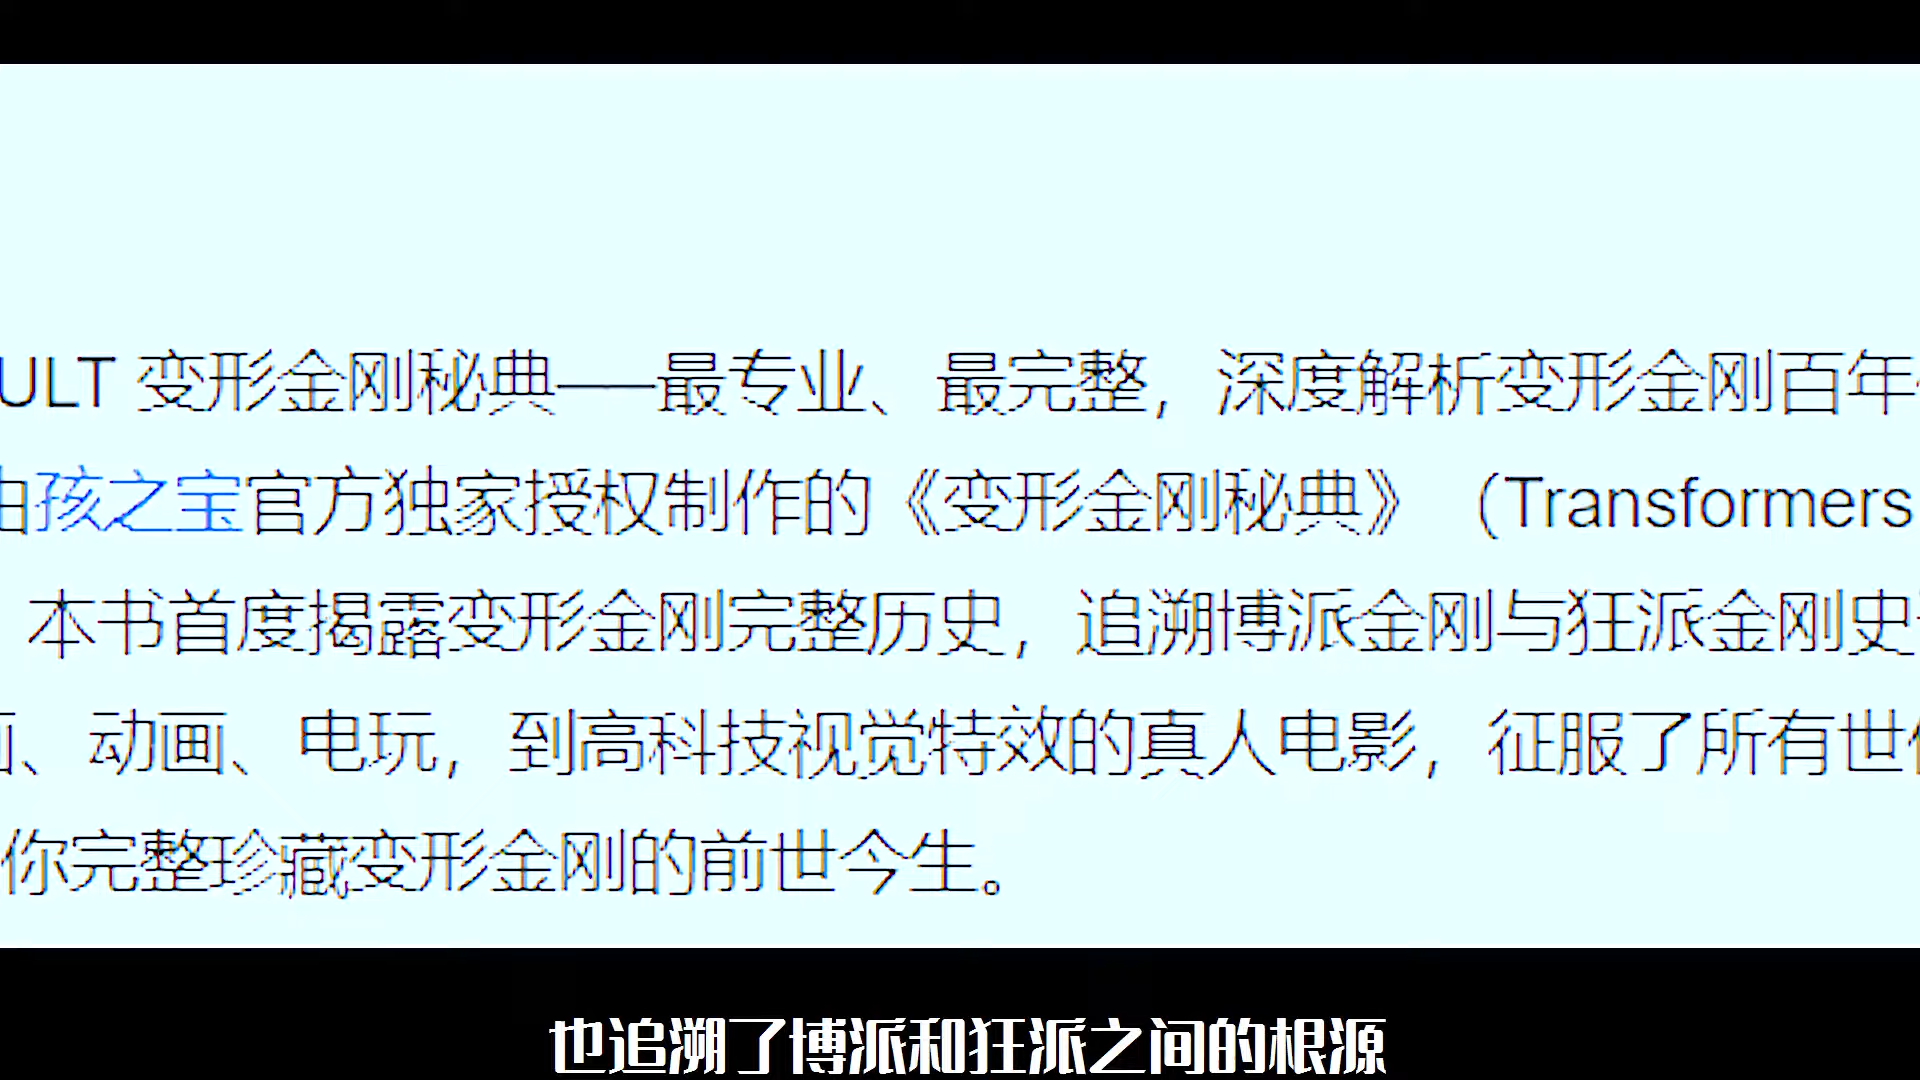 ULT 变形金刚秘典——最专业、最完整，深度解析变形金刚百年
由孩之宝官方独家授权制作的《变形金刚秘典》（Transformers
本书首度揭露变形金刚完整历史，追溯博派金刚与狂派金刚史
、动画、电玩，到高科技视觉特效的真人电影，征服了所有世
你完整珍藏变形金刚的前世今生。
也追溯了博派和狂派之间的根源